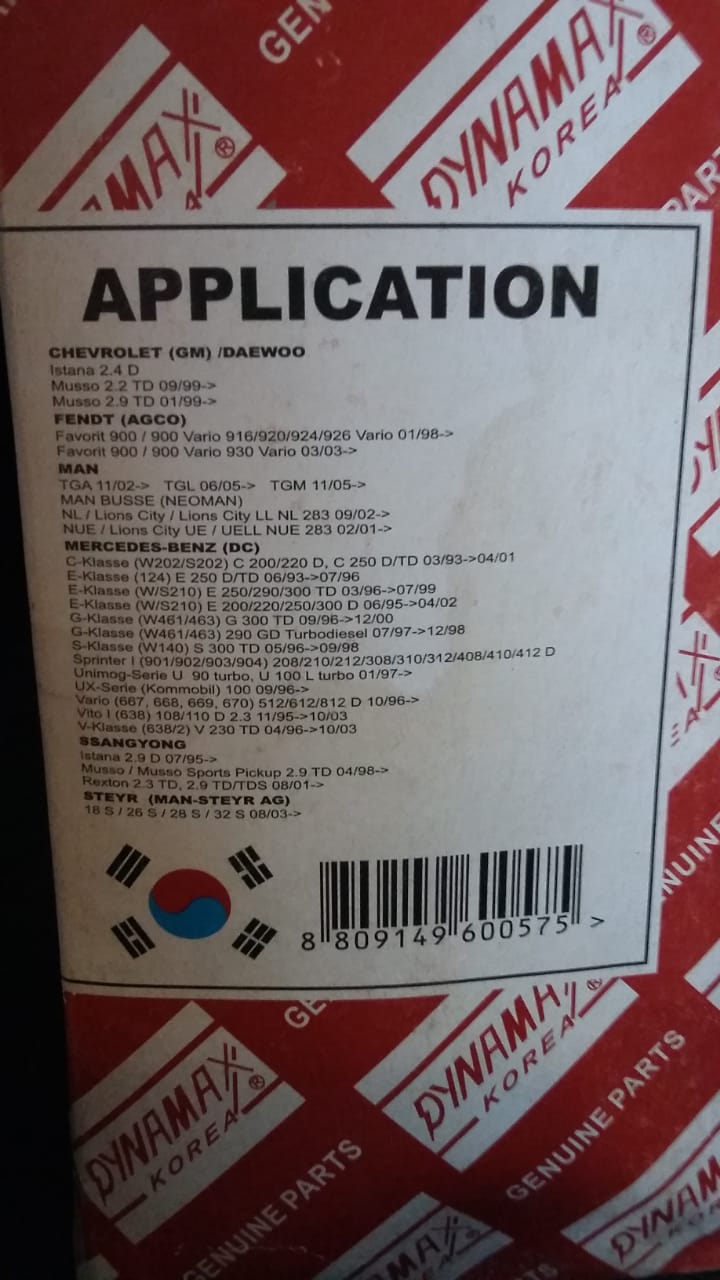 GEN
DYNAMAX ®
KOREA
MAX ®
APPLICATION
CHEVROLET (GM) /DAEWOO
Istana 2.4 D
Musso 2.2 TD 09/99->
Musso 2.9 TD 01/99->
FENDT (AGCO)
Favorit 900 / 900 Vario 916/920/924/926 Vario 01/98->
Favorit 900 / 900 Vario 930 Vario 03/03->
MAN
TGA 11/02-> TGL 06/05-> TGM 11/05->
MAN BUSSE (NEOMAN)
NL / Lions City / Lions City LL NL 283 09/02->
NUE / Lions City UE / UELL NUE 283 02/01->
MERCEDES-BENZ (DC)
C-Klasse (W202/S202) C 200/220 D, C 250 D/TD 03/93->04/01
E-Klasse (124) E 250 D/TD 06/93->07/96
E-Klasse (W/S210) E 250/290/300 TD 03/96->07/99
E-Klasse (W/S210) E 200/220/250/300 D 06/95->04/02
G-Klasse (W461/463) G 300 TD 09/96->12/00
G-Klasse (W461/463) 290 GD Turbodiesel 07/97->12/98
S-Klasse (W140) S 300 TD 05/96->09/98
Sprinter I (901/902/903/904) 208/210/212/308/310/312/408/410/412 D
Unimog-Serie U 90 turbo, U 100 L turbo 01/97->
UX-Serie (Kommobil) 100 09/96->
Vario (667, 668, 669, 670) 512/612/812 D 10/96->
Vito I (638) 108/110 D 2.3 11/95->10/03
V-Klasse (638/2) V 230 TD 04/96->10/03
SSANGYONG
Istana 2.9 D 07/95->
Musso / Musso Sports Pickup 2.9 TD 04/98->
Rexton 2.3 TD, 2.9 TD/TDS 08/01->
STEYR (MAN-STEYR AG)
18 S / 26 S / 28 S / 32 S 08/03->
8 809149 600575 >
DYNAMAX ®
KOREA
DYNAMAX ®
KOREA
GENUINE PARTS
GENUINE PARTS